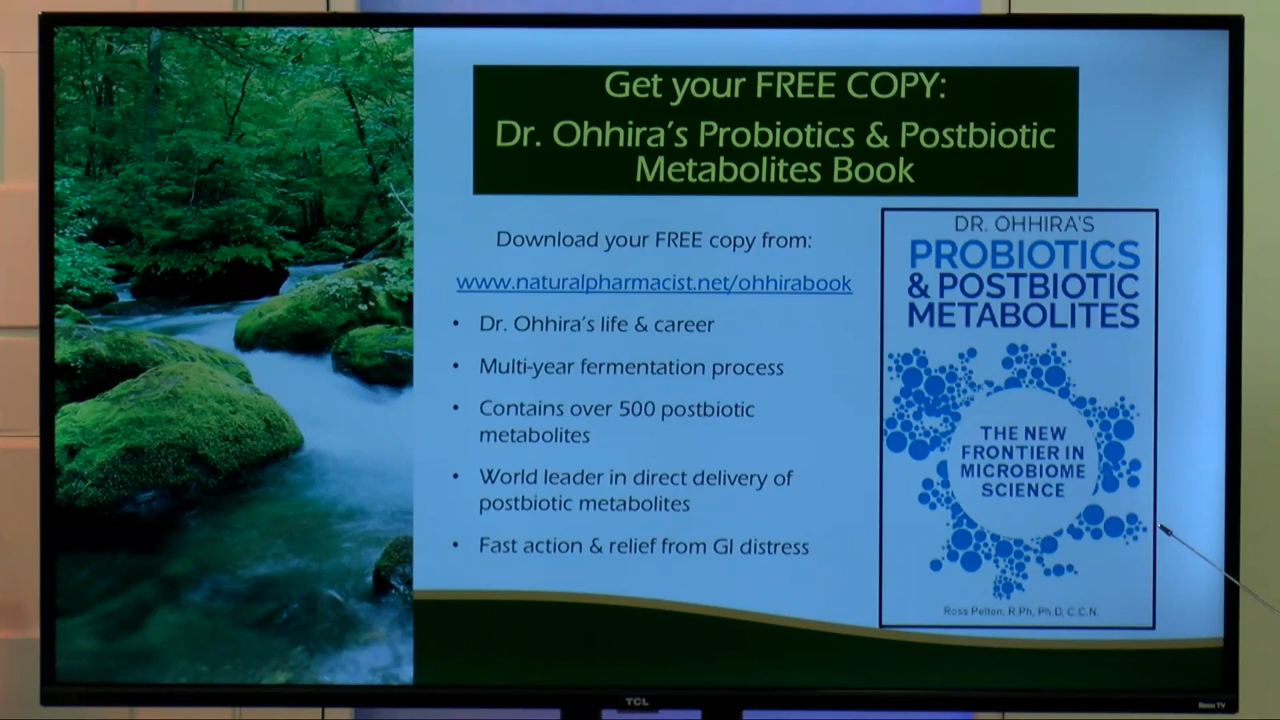 Get your FREE COPY:
Dr. Ohhira's Probiotics & Postbiotic
Metabolites Book
Download your FREE copy from:
www.naturalpharmacist.net/ohhirabook
• Dr. Ohhira's life & career
• Multi-year fermentation process
• Contains over 500 postbiotic
metabolites
• World leader in direct delivery of
postbiotic metabolites
• Fast action & relief from GI distress
DR. OHHIRA'S
PROBIOTICS
& POSTBIOTIC
METABOLITES
THE NEW
FRONTIER IN
MICROBIOME
SCIENCE
Ross Pelton, R.Ph, Ph.D, C.C.N.
TCL
Roku TV